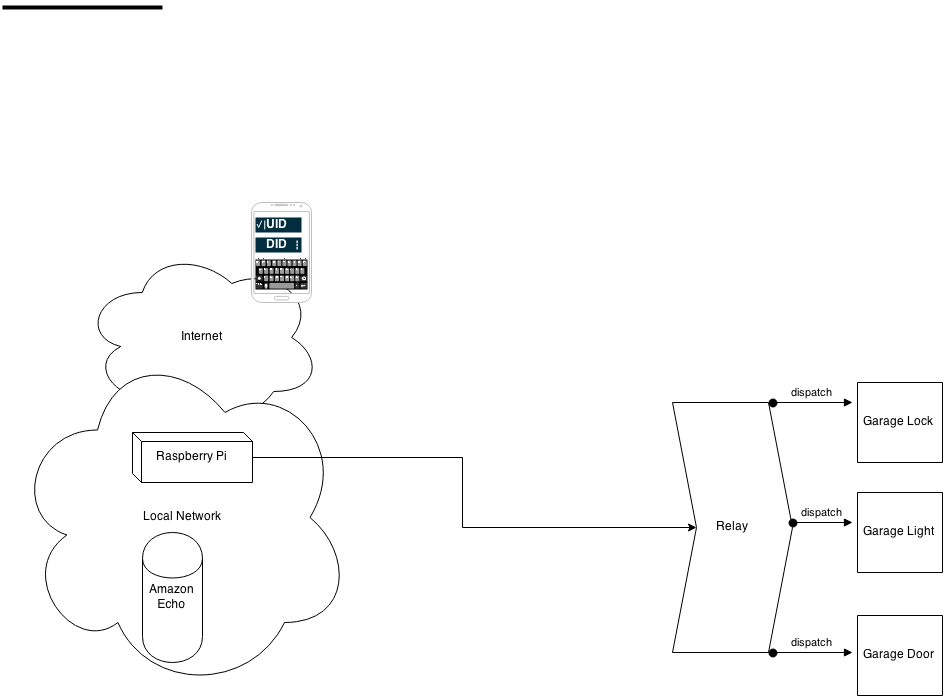 ✓|UID
DID
Internet
Raspberry Pi
Local Network
Amazon
Echo
Relay
dispatch
Garage Lock
dispatch
Garage Light
dispatch
Garage Door